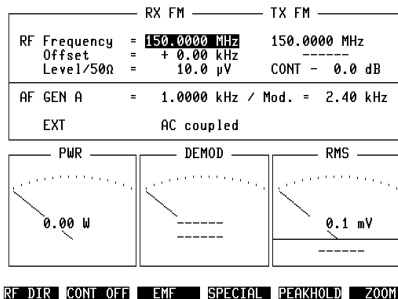 RX FM TX FM
RF Frequency = 150.0000 MHz 150.0000 MHz
Offset = + 0.00 kHz ------
Level/50Ω = 10.0 µV CONT - 0.0 dB
AF GEN A = 1.0000 kHz / Mod. = 2.40 kHz
EXT AC coupled
PWR DEMOD RMS
0.00 W ------ 0.1 mV
------ ------
RF DIR CONT OFF EMF SPECIAL PEAKHOLD ZOOM